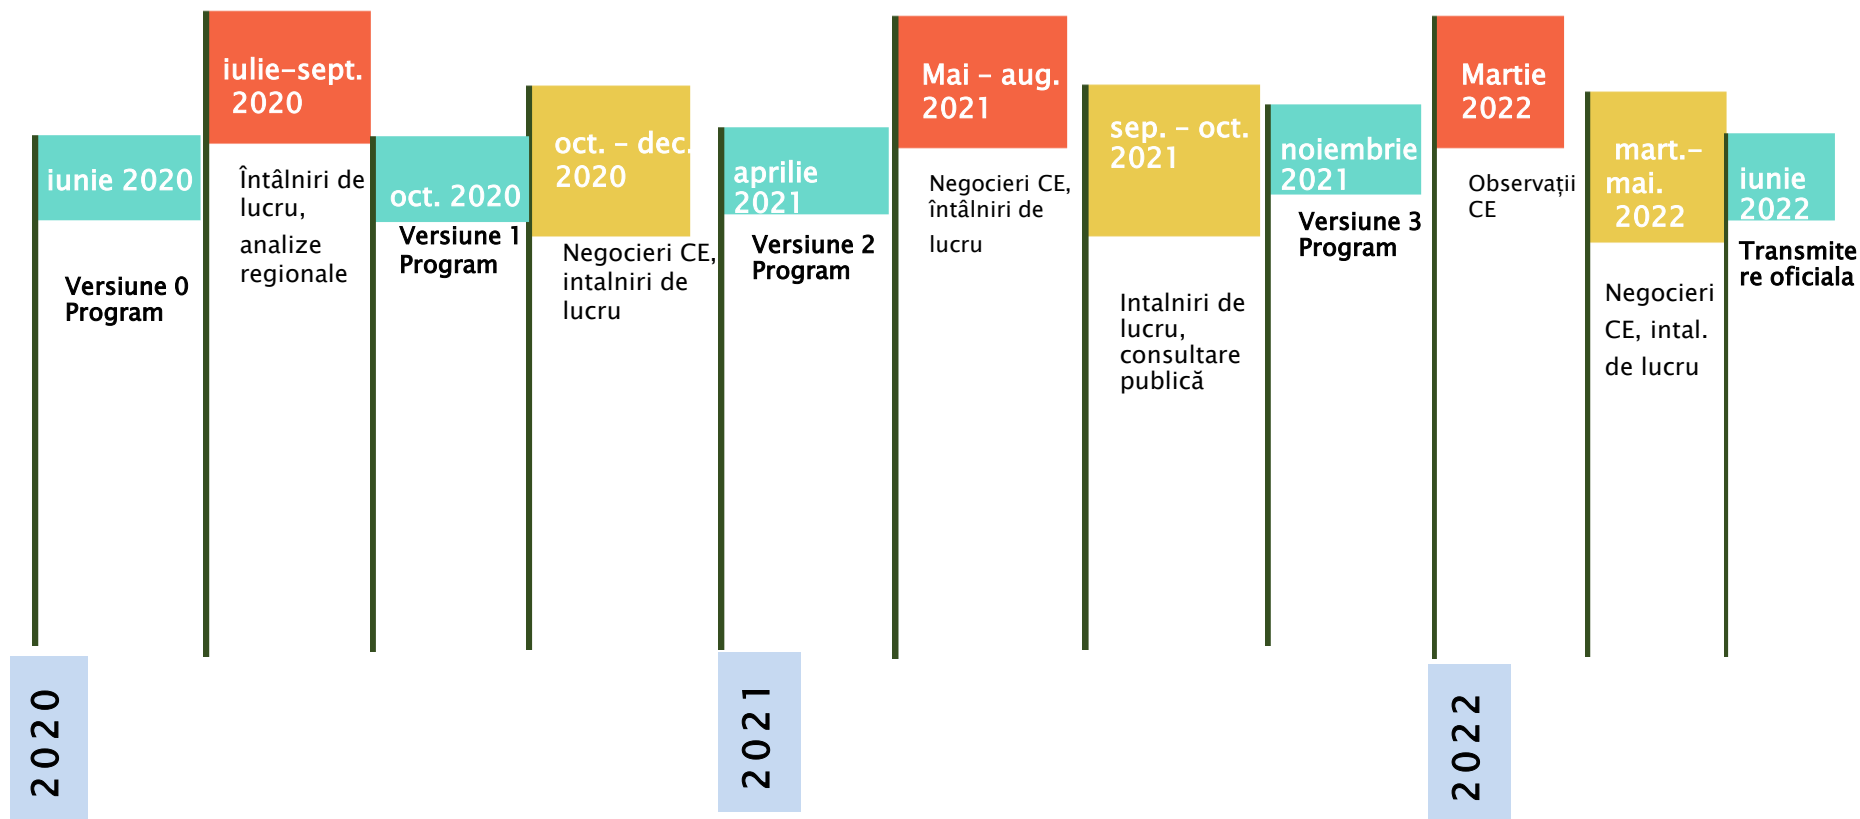 iunie 2020
Versiune 0
Program
iulie-sept.
2020
Întâlniri de
lucru,
analize
regionale
oct. 2020
Versiune 1
Program
oct. - dec.
2020
Negocieri CE,
intalniri de
lucru
aprilie
2021
Versiune 2
Program
Mai - aug.
2021
Negocieri CE,
întâlniri de
lucru
sep. - oct.
2021
Intalniri de
lucru,
consultare
publică
noiembrie
2021
Versiune 3
Program
Martie
2022
Observații
CE
mart.-
mai.
2022
Negocieri
CE, intal.
de lucru
iunie
2022
Transmite
re oficiala
2020
2021
2022